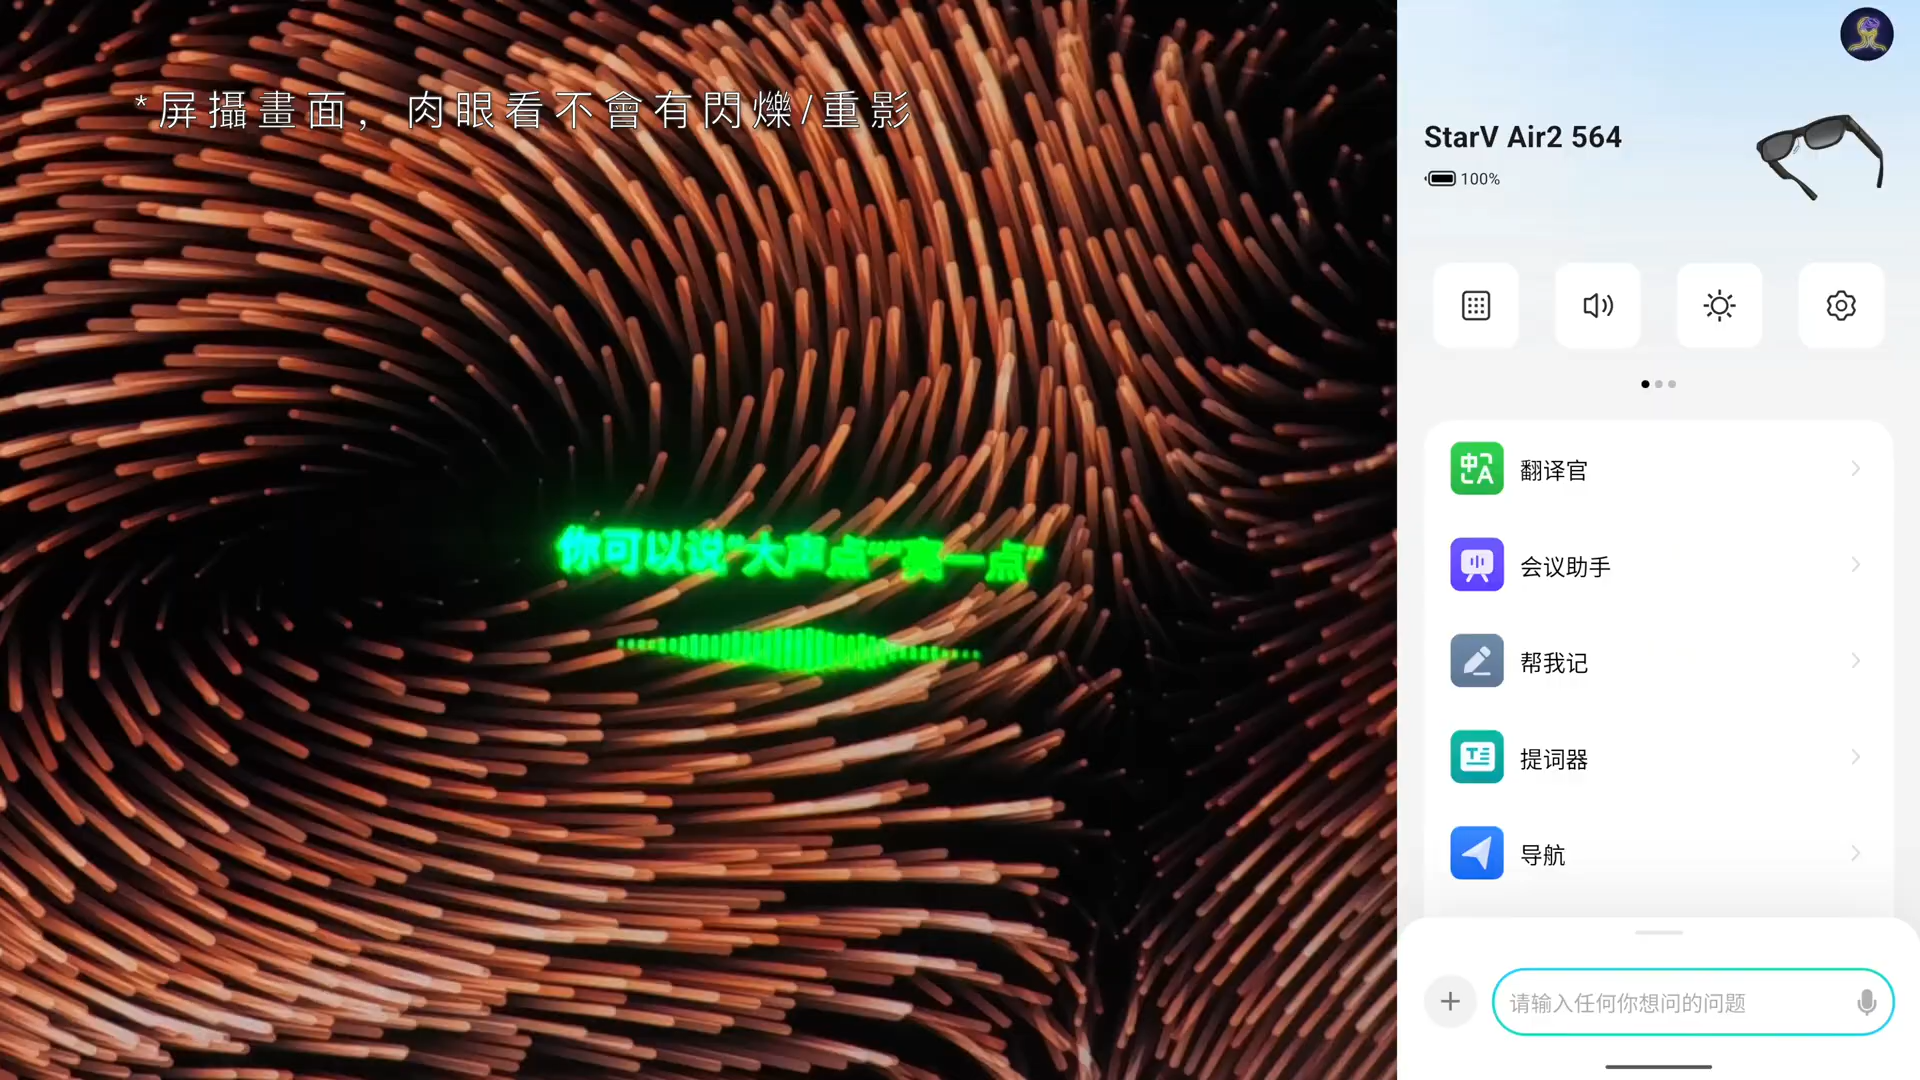 *屏攝畫面，肉眼看不會有閃爍/重影
你可以说“大声点”“亮一点”
StarV Air2 564
100%
翻译官
会议助手
帮我记
提词器
导航
请输入任何你想问的问题